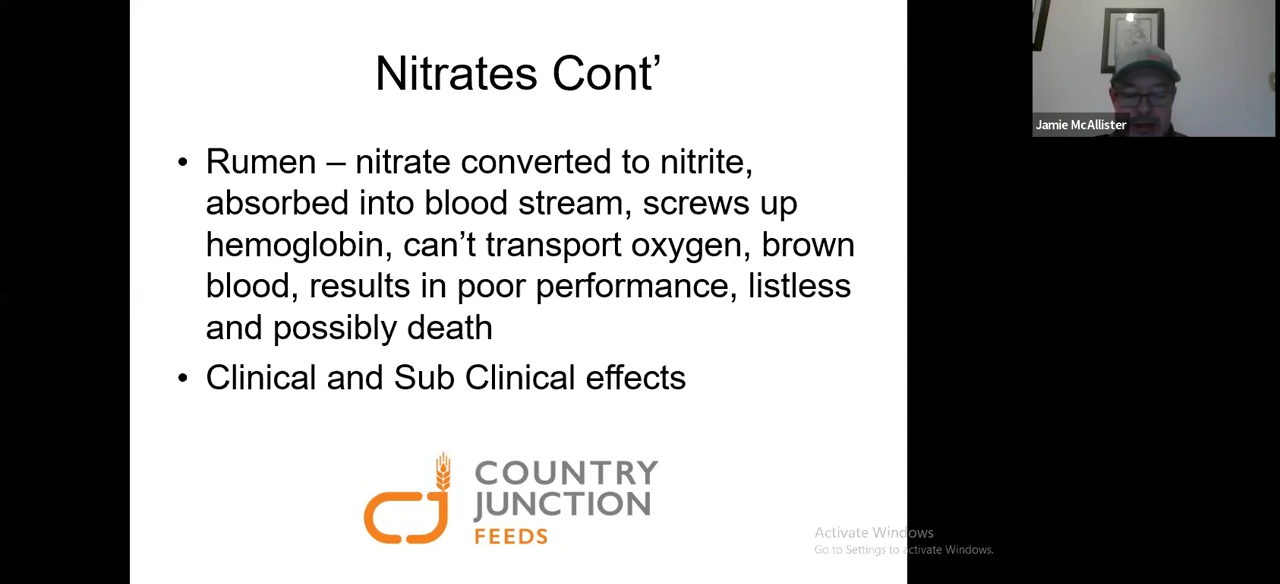 Nitrates Cont’
• Rumen – nitrate converted to nitrite,
absorbed into blood stream, screws up
hemoglobin, can’t transport oxygen, brown
blood, results in poor performance, listless
and possibly death
• Clinical and Sub Clinical effects
COUNTRY
JUNCTION
FEEDS
Jamie McAllister
Activate Windows
Go to Settings to activate Windows.